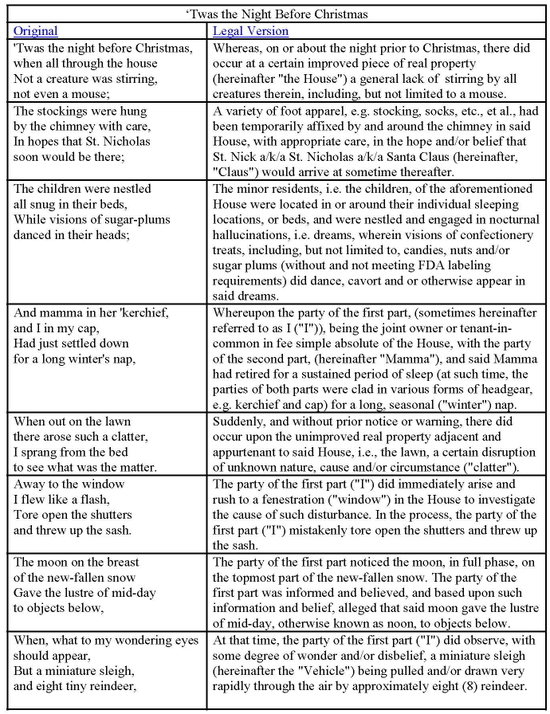 ‘Twas the Night Before Christmas
Original
Legal Version
'Twas the night before Christmas,
when all through the house
Not a creature was stirring,
not even a mouse;
Whereas, on or about the night prior to Christmas, there did
occur at a certain improved piece of real property
(hereinafter "the House") a general lack of stirring by all
creatures therein, including, but not limited to a mouse.
The stockings were hung
by the chimney with care,
In hopes that St. Nicholas
soon would be there;
A variety of foot apparel, e.g. stocking, socks, etc., et al., had
been temporarily affixed by and around the chimney in said
House, with appropriate care, in the hope and/or belief that
St. Nick a/k/a St. Nicholas a/k/a Santa Claus (hereinafter,
"Claus") would arrive at sometime thereafter.
The children were nestled
all snug in their beds,
While visions of sugar-plums
danced in their heads;
The minor residents, i.e. the children, of the aforementioned
House were located in or around their individual sleeping
locations, or beds, and were nestled and engaged in nocturnal
hallucinations, i.e. dreams, wherein visions of confectionery
treats, including, but not limited to, candies, nuts and/or
sugar plums (without and not meeting FDA labeling
requirements) did dance, cavort and or otherwise appear in
said dreams.
And mamma in her 'kerchief,
and I in my cap,
Had just settled down
for a long winter's nap,
Whereupon the party of the first part, (sometimes hereinafter
referred to as I ("I")), being the joint owner or tenant-in-
common in fee simple absolute of the House, with the party
of the second part, (hereinafter "Mamma"), and said Mamma
had retired for a sustained period of sleep (at such time, the
parties of both parts were clad in various forms of headgear,
e.g. kerchief and cap) for a long, seasonal ("winter") nap.
When out on the lawn
there arose such a clatter,
I sprang from the bed
to see what was the matter.
Suddenly, and without prior notice or warning, there did
occur upon the unimproved real property adjacent and
appurtenant to said House, i.e., the lawn, a certain disruption
of unknown nature, cause and/or circumstance ("clatter").
Away to the window
I flew like a flash,
Tore open the shutters
and threw up the sash.
The party of the first part ("I") did immediately arise and
rush to a fenestration ("window") in the House to investigate
the cause of such disturbance. In the process, the party of the
first part ("I") mistakenly tore open the shutters and threw up
the sash.
The moon on the breast
of the new-fallen snow
Gave the lustre of mid-day
to objects below,
The party of the first part noticed the moon, in full phase, on
the topmost part of the new-fallen snow. The party of the
first part was informed and believed, and based upon such
information and belief, alleged that said moon gave the lustre
of mid-day, otherwise known as noon, to objects below.
When, what to my wondering eyes
should appear,
But a miniature sleigh,
and eight tiny reindeer,
At that time, the party of the first part ("I") did observe, with
some degree of wonder and/or disbelief, a miniature sleigh
(hereinafter the "Vehicle") being pulled and/or drawn very
rapidly through the air by approximately eight (8) reindeer.